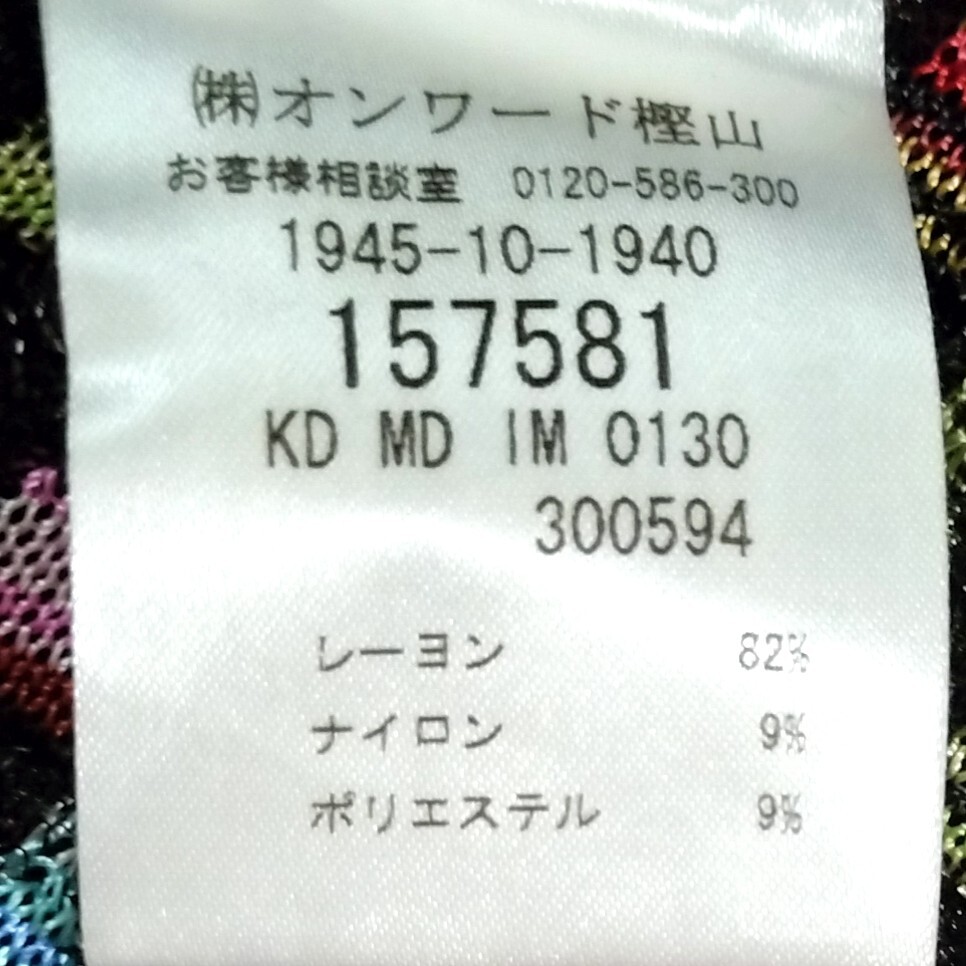 ㈱オンワード樫山
お客様相談室 0120-586-300
1945-10-1940
157581
KD MD IM 0130
300594
レーヨン 82%
ナイロン 9%
ポリエステル 9%